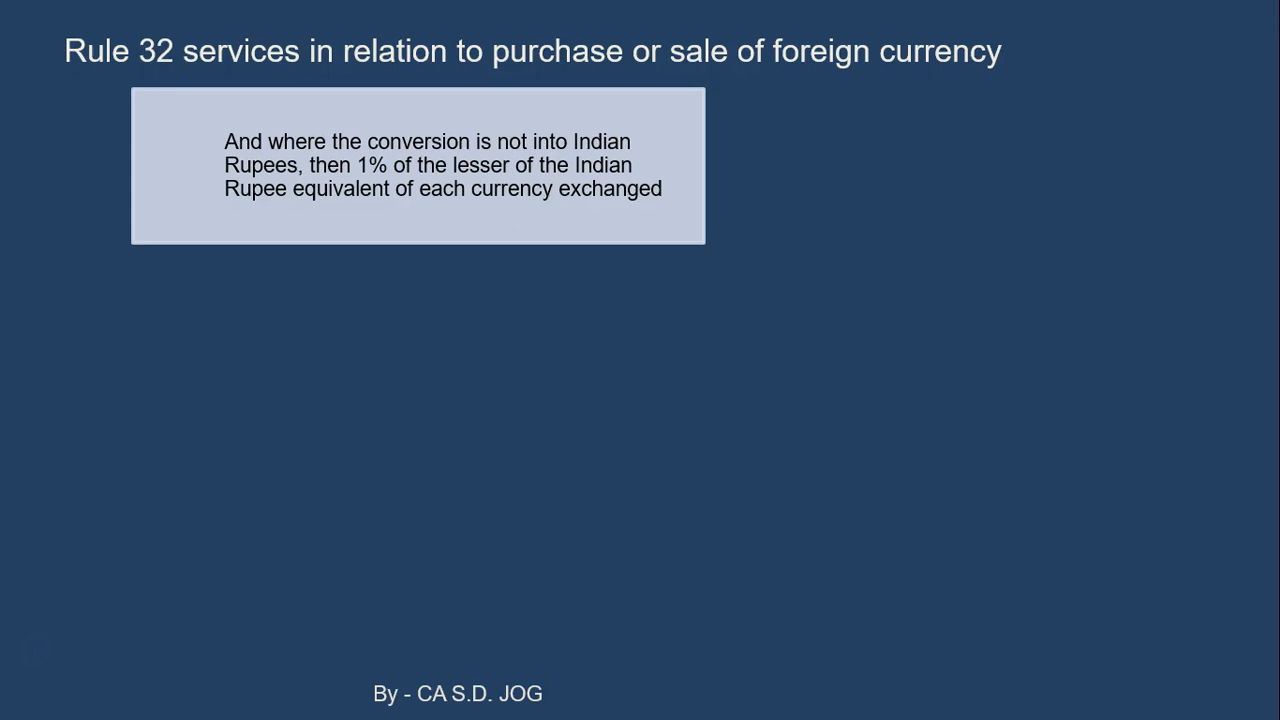 Rule 32 services in relation to purchase or sale of foreign currency
And where the conversion is not into Indian
Rupees, then 1% of the lesser of the Indian
Rupee equivalent of each currency exchanged
By - CA S.D. JOG